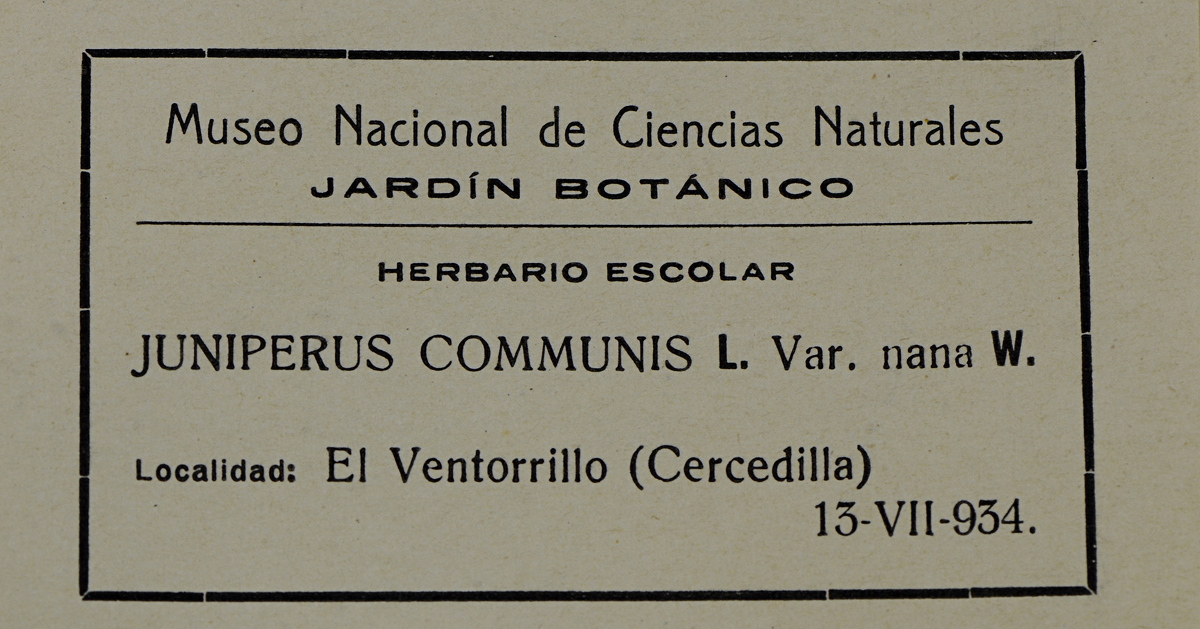 Museo Nacional de Ciencias Naturales
JARDÍN BOTÁNICO
HERBARIO ESCOLAR
JUNIPERUS COMMUNIS L. Var. nana W.
Localidad: El Ventorrillo (Cercedilla)
13-VII-934.